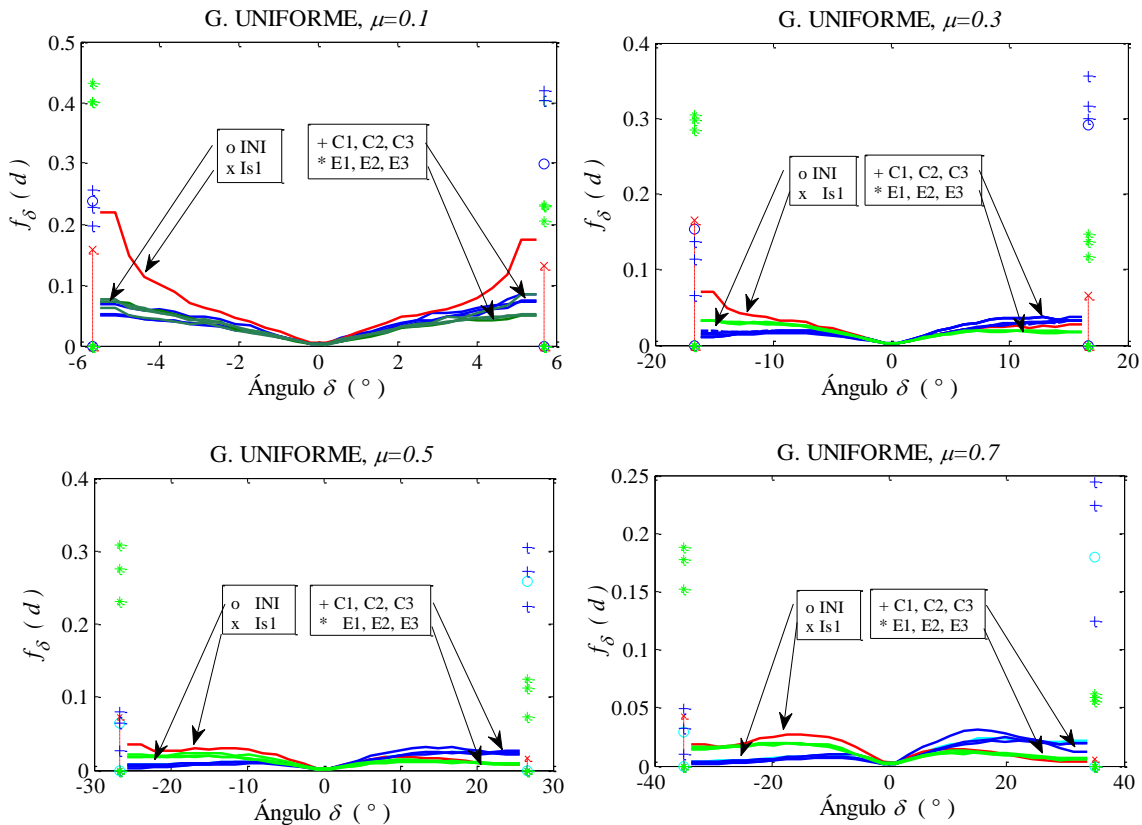 G. UNIFORME, μ=0.1
0.5
0.4
0.3
0.2
0.1
0
f_δ ( d )
o INI
x Is1
+ C1, C2, C3
* E1, E2, E3
-6 -4 -2 0 2 4 6
Ángulo δ ( ° )
G. UNIFORME, μ=0.3
0.4
0.3
0.2
0.1
0
f_δ ( d )
o INI
x Is1
+ C1, C2, C3
* E1, E2, E3
-20 -10 0 10 20
Ángulo δ ( ° )
G. UNIFORME, μ=0.5
0.4
0.3
0.2
0.1
0
f_δ ( d )
o INI
x Is1
+ C1, C2, C3
* E1, E2, E3
-30 -20 -10 0 10 20 30
Ángulo δ ( ° )
G. UNIFORME, μ=0.7
0.25
0.2
0.15
0.1
0.05
0
f_δ ( d )
o INI
x Is1
+ C1, C2, C3
* E1, E2, E3
-40 -20 0 20 40
Ángulo δ ( ° )